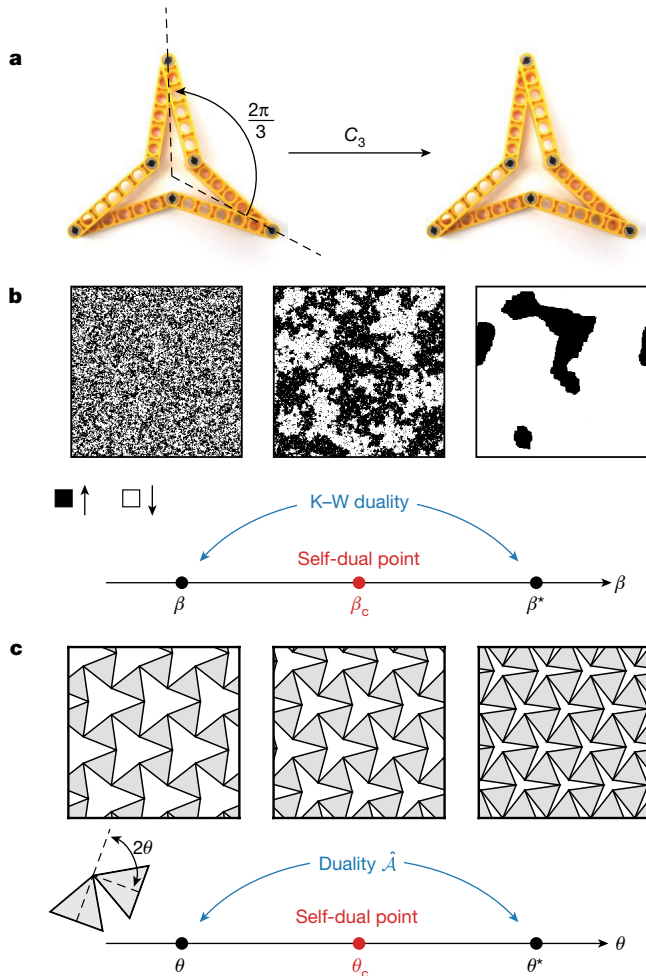 a
2π
3
C3
b
↑ ↓
K–W duality
Self-dual point
β
β βc β*
c
2θ
Duality Â
Self-dual point
θ
θ θc θ*